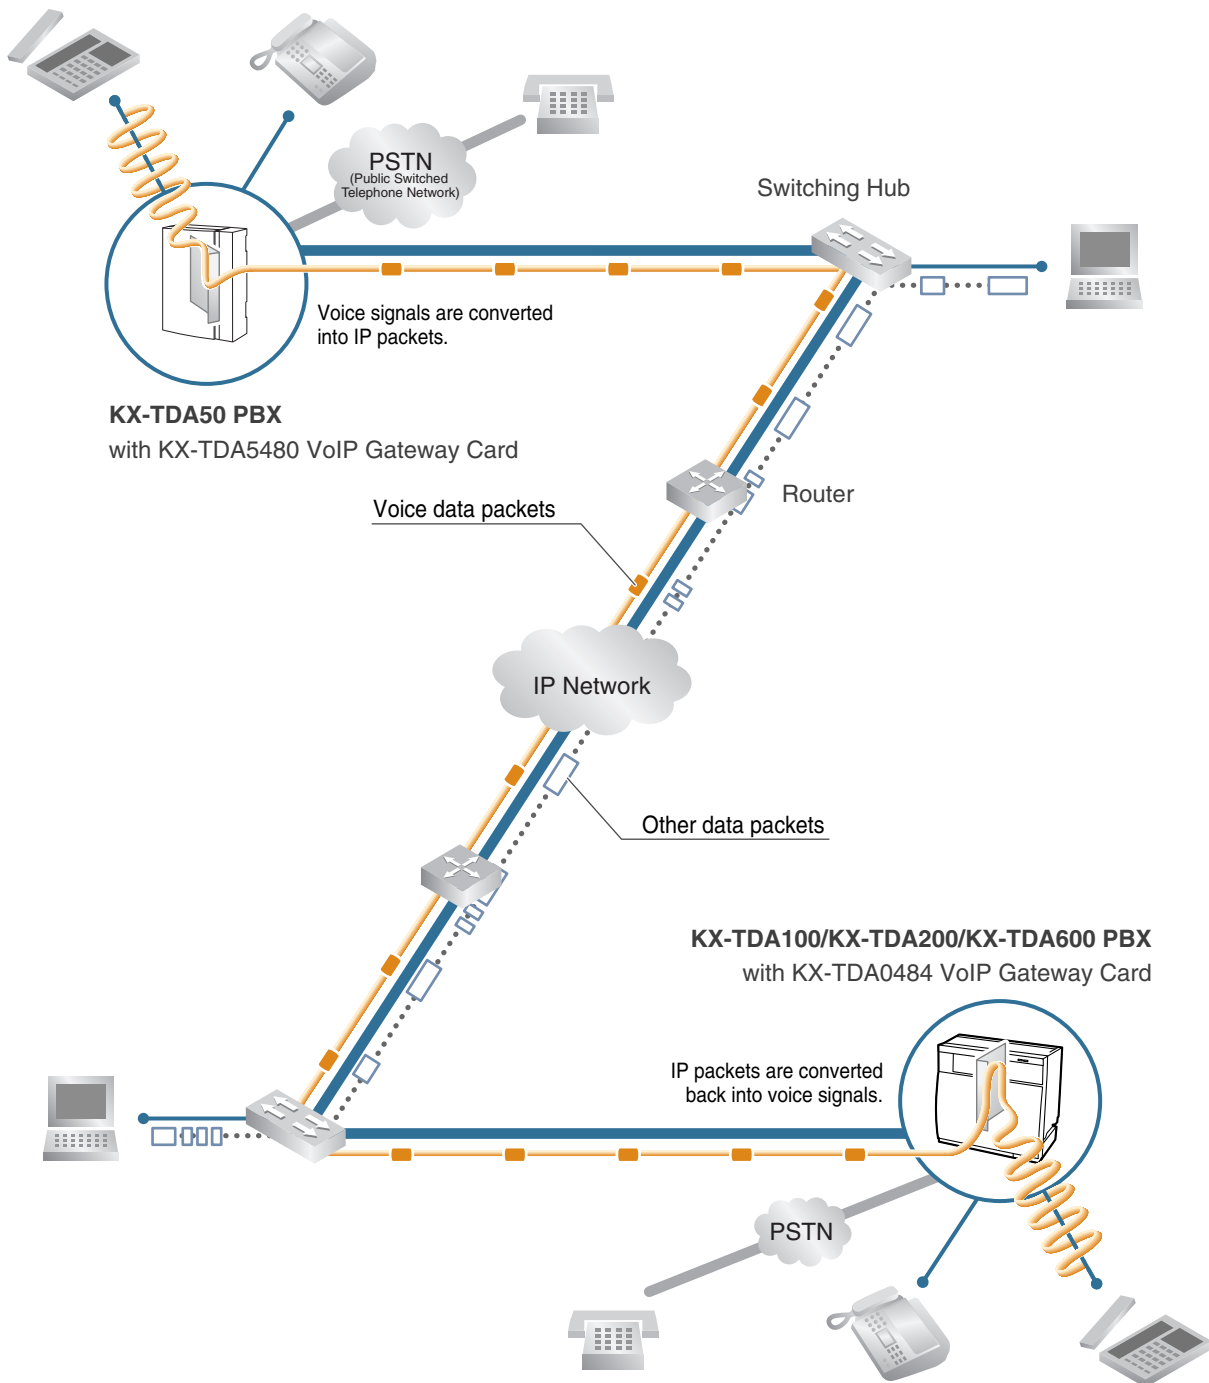 PSTN
(Public Switched
Telephone Network)
Switching Hub
Voice signals are converted
into IP packets.
KX-TDA50 PBX
with KX-TDA5480 VoIP Gateway Card
Router
Voice data packets
IP Network
Other data packets
KX-TDA100/KX-TDA200/KX-TDA600 PBX
with KX-TDA0484 VoIP Gateway Card
IP packets are converted
back into voice signals.
PSTN